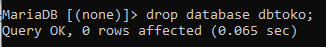 MariaDB [(none)]> drop database dbtoko;
Query OK, 0 rows affected (0.065 sec)